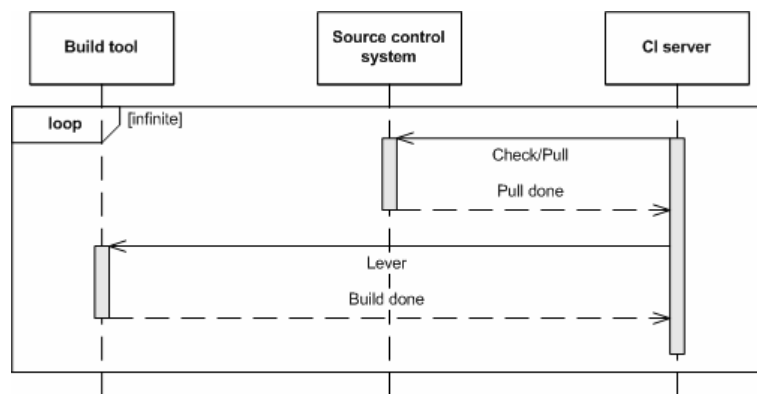 Build tool
Source control
system
CI server
loop
[infinite]
Check/Pull
Pull done
Lever
Build done